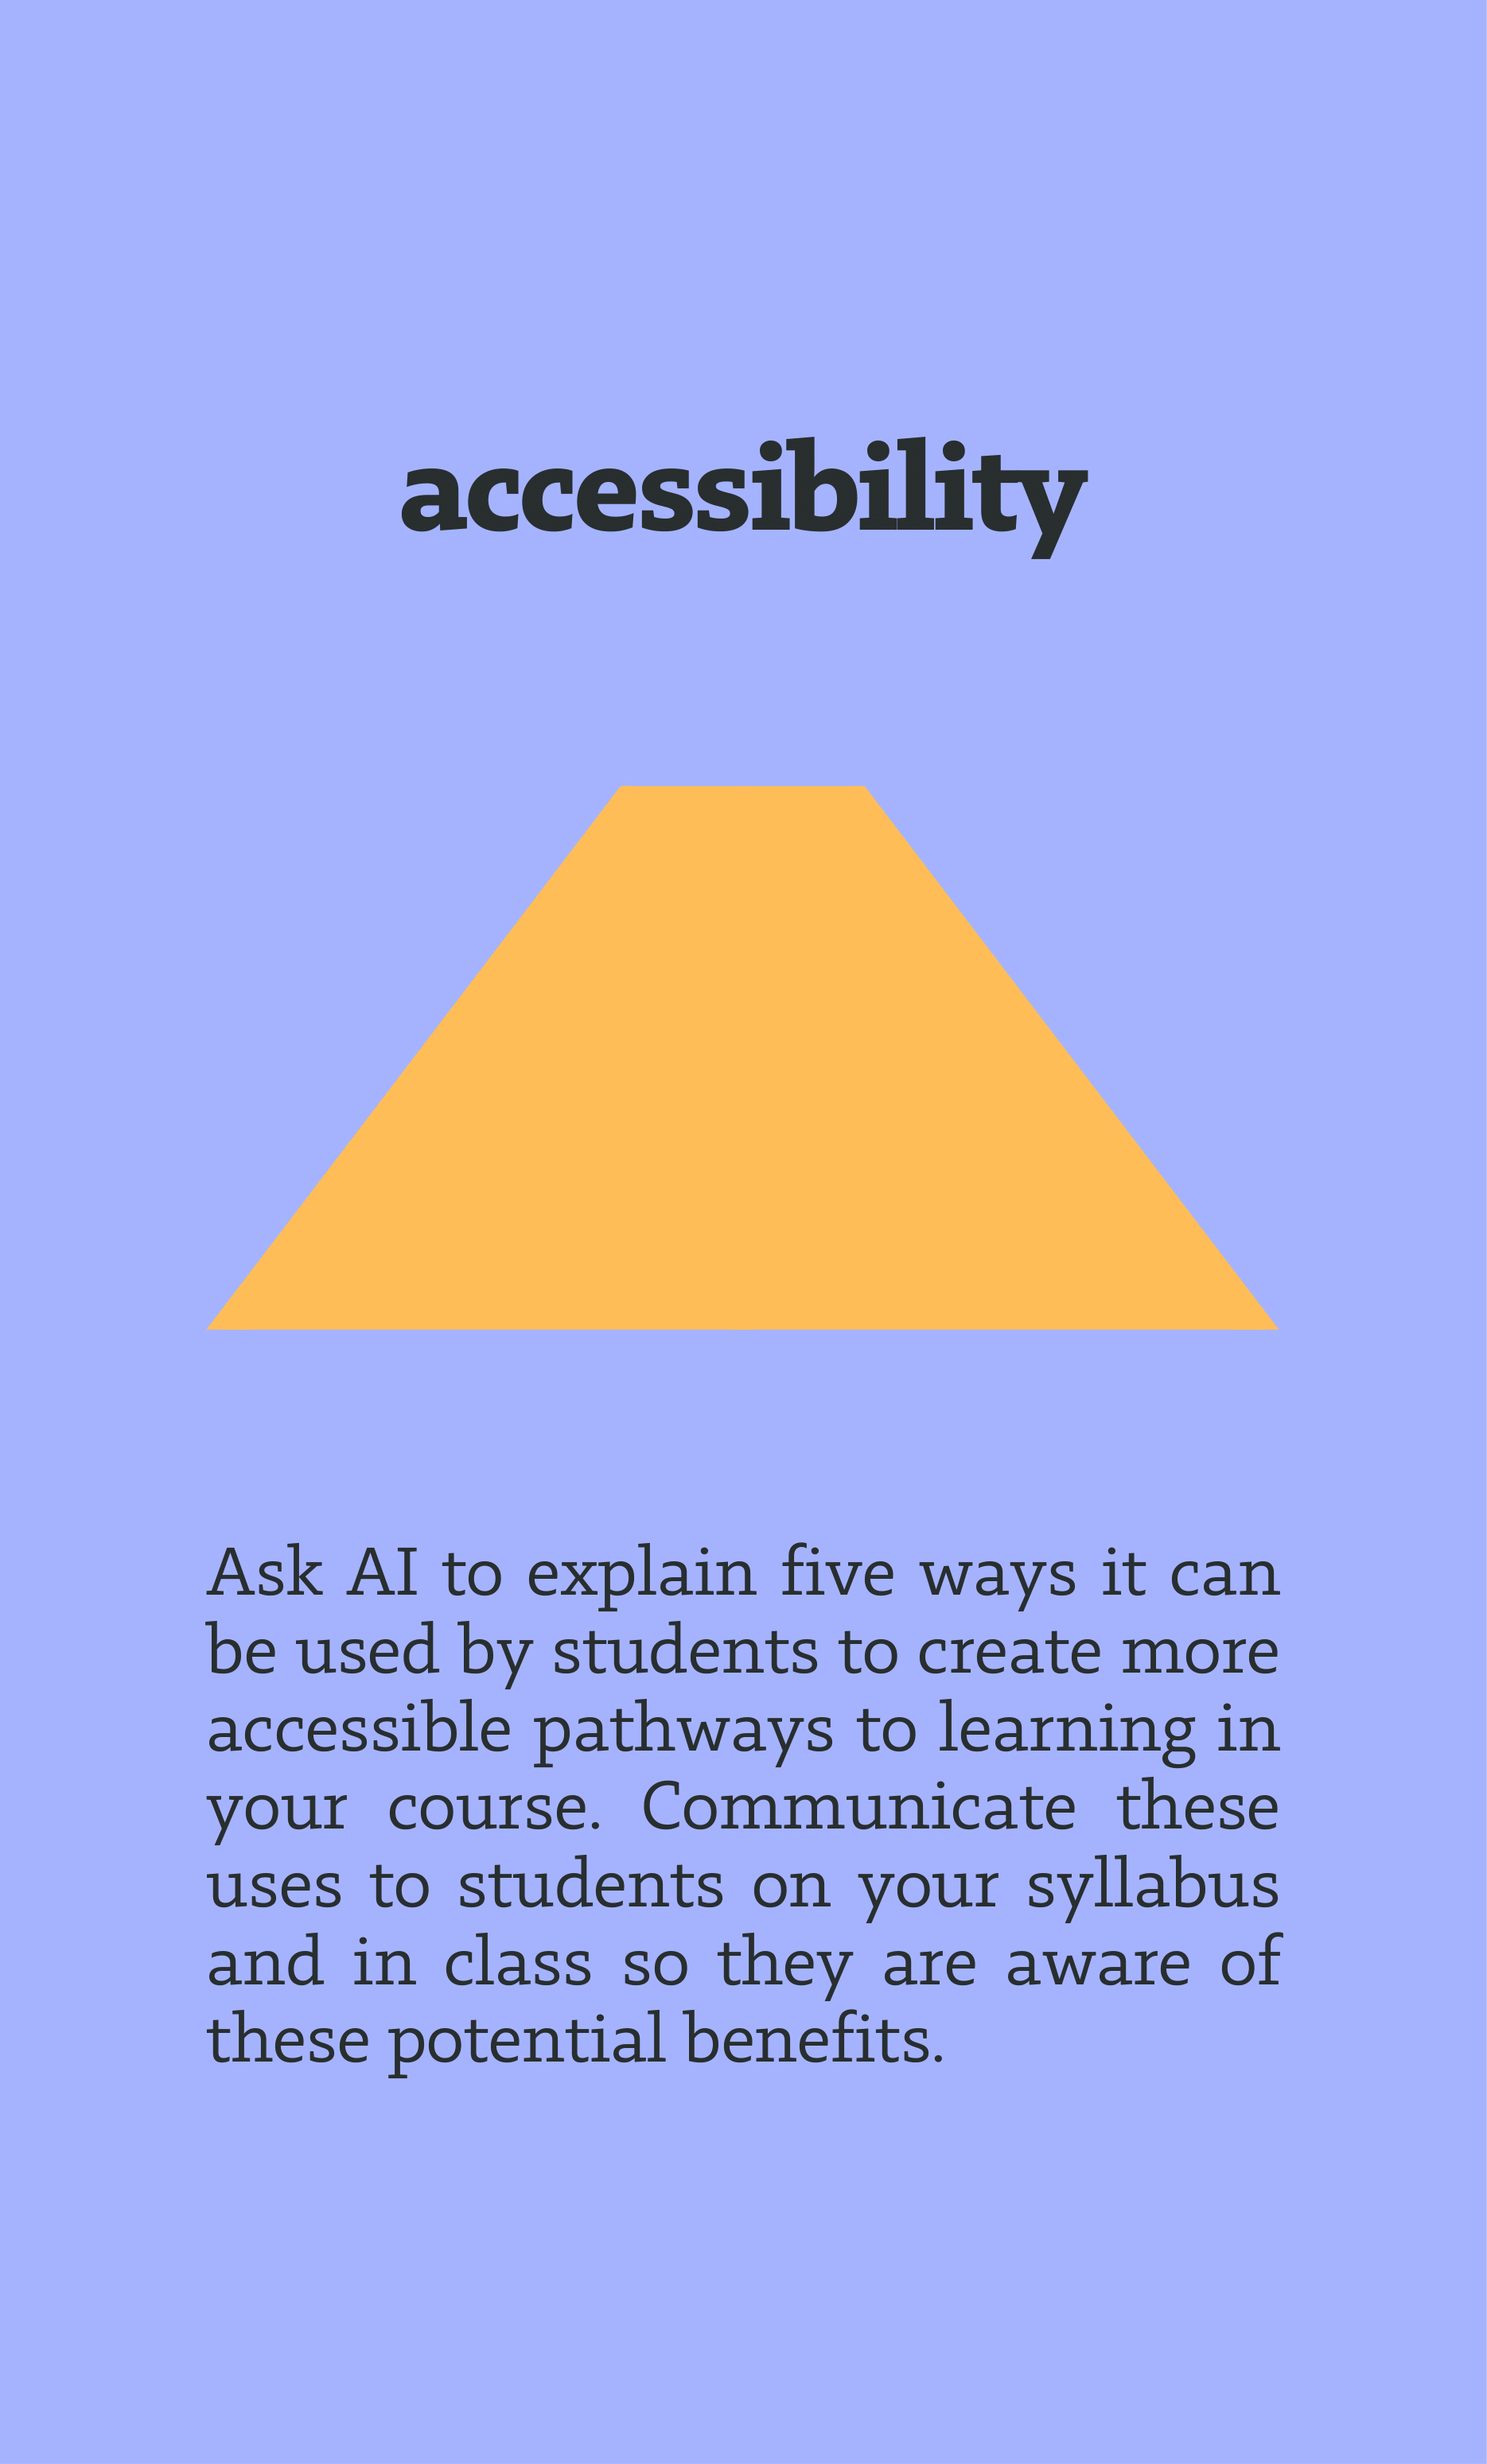 accessibility
Ask AI to explain five ways it can
be used by students to create more
accessible pathways to learning in
your course. Communicate these
uses to students on your syllabus
and in class so they are aware of
these potential benefits.